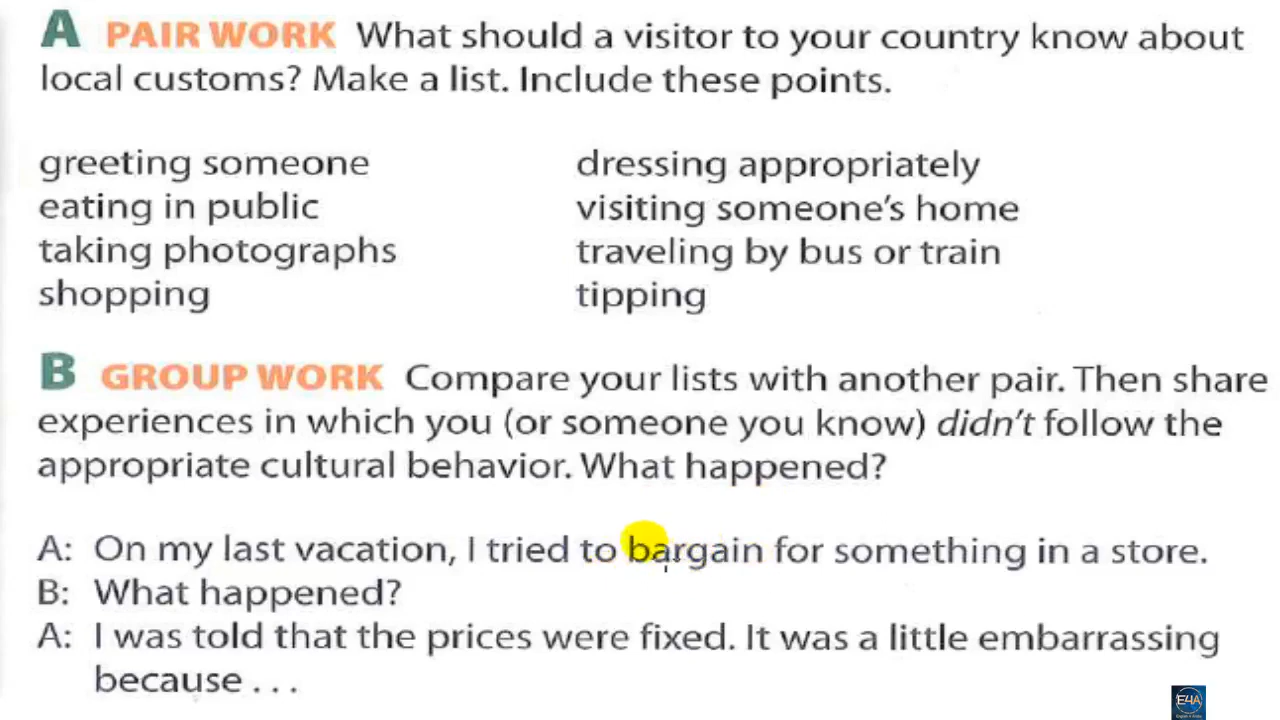 A PAIR WORK What should a visitor to your country know about
local customs? Make a list. Include these points.
greeting someone
eating in public
taking photographs
shopping
dressing appropriately
visiting someone's home
traveling by bus or train
tipping
B GROUP WORK Compare your lists with another pair. Then share
experiences in which you (or someone you know) didn't follow the
appropriate cultural behavior. What happened?
A: On my last vacation, I tried to bargain for something in a store.
B: What happened?
A: I was told that the prices were fixed. It was a little embarrassing
because . . .
E4A